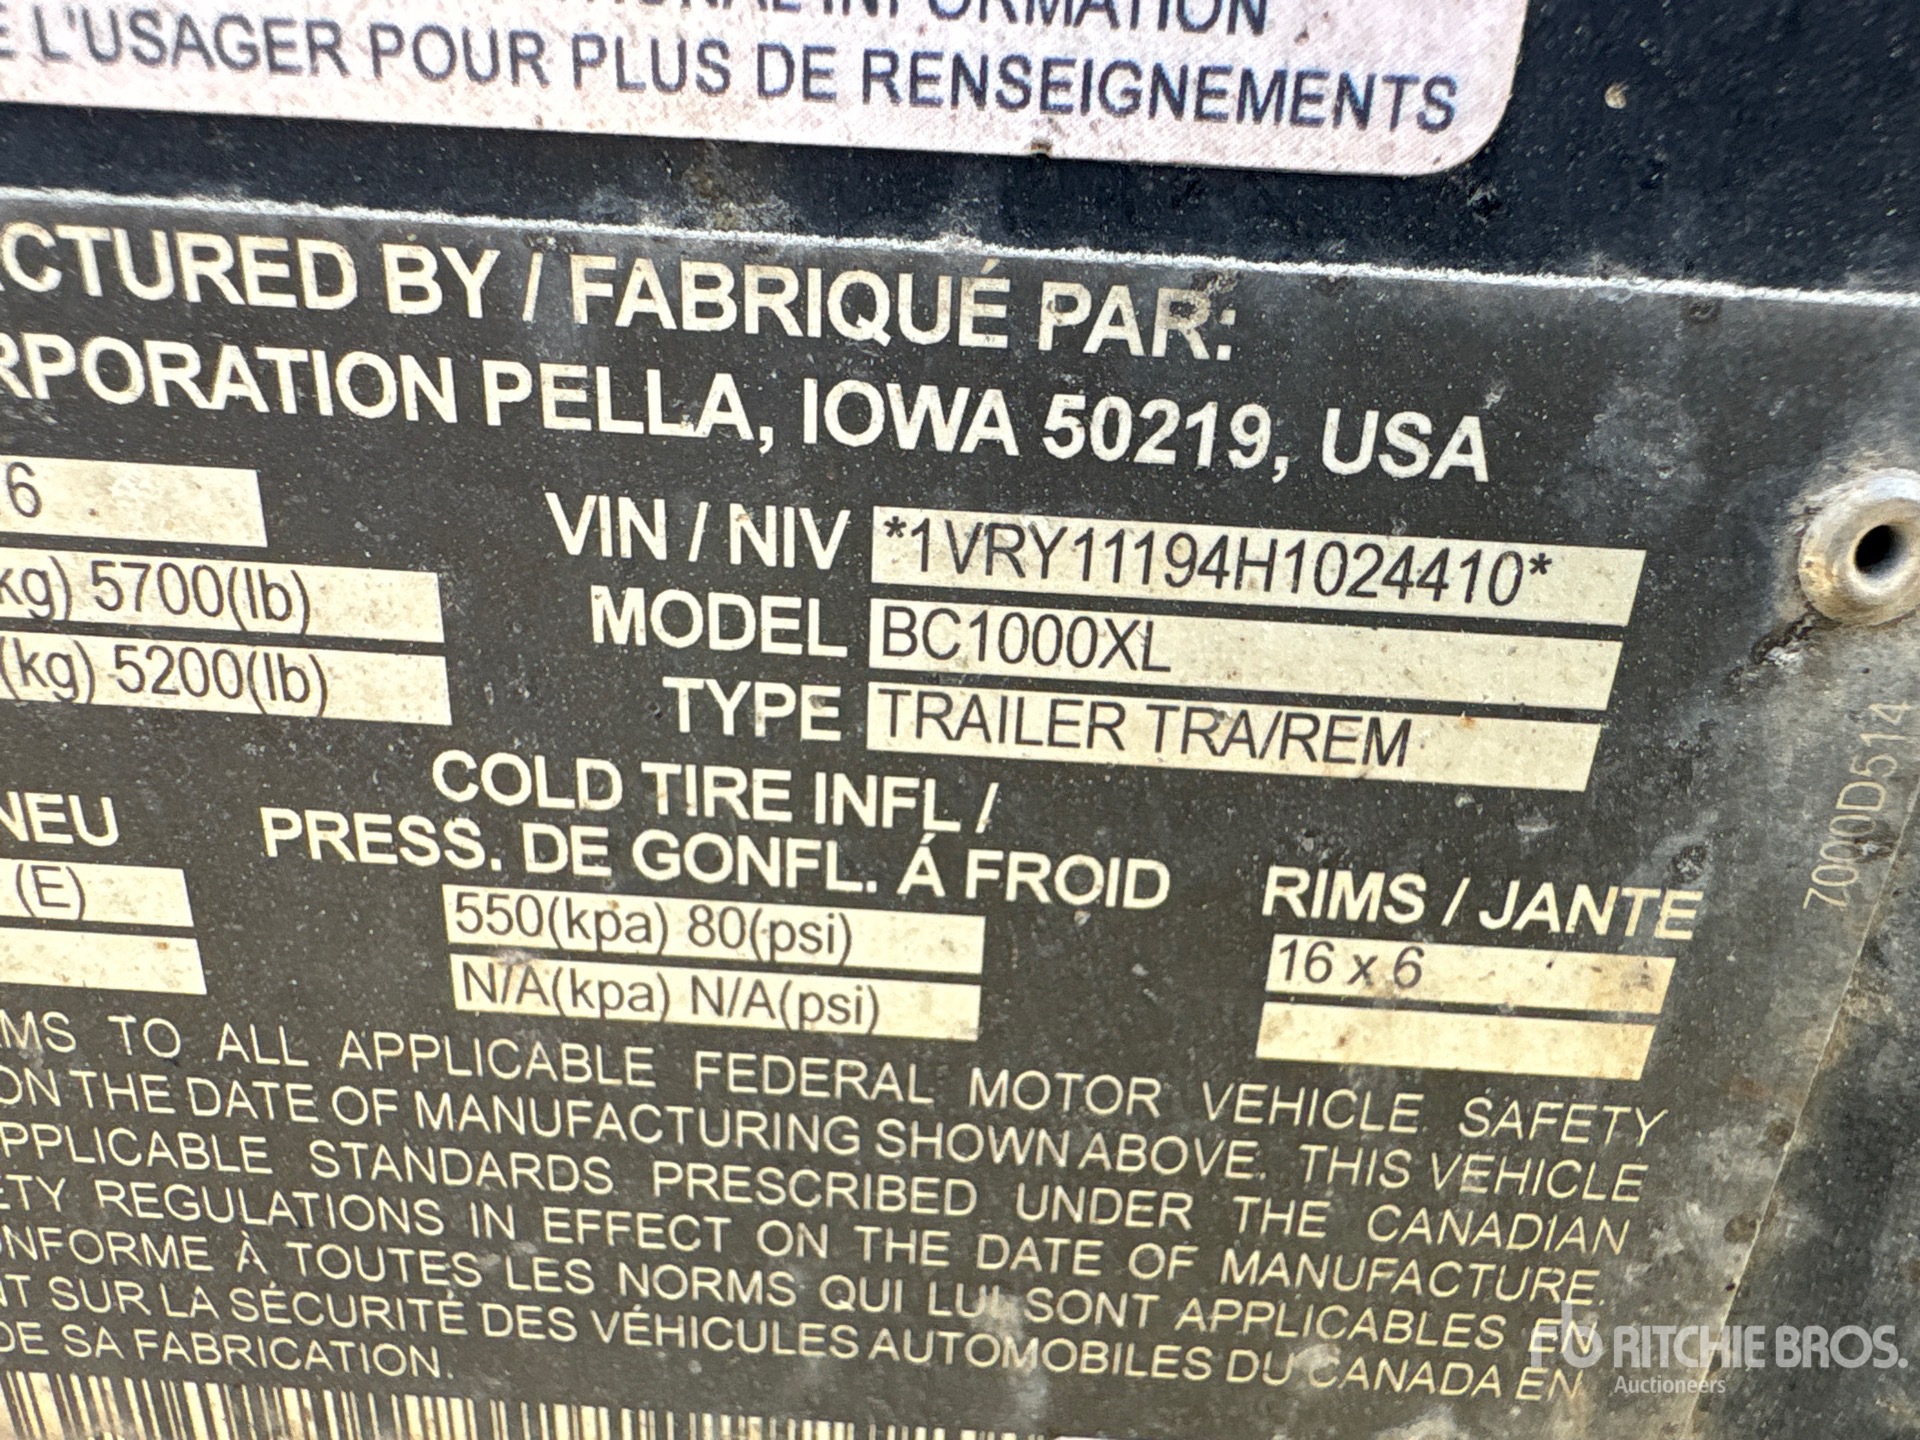 INFORMATION
L'USAGER POUR PLUS DE RENSEIGNEMENTS
CTURED BY / FABRIQUÉ PAR:
RPORATION PELLA, IOWA 50219, USA
6
VIN / NIV *1VRY11194H1024410*
kg) 5700(lb)
MODEL BC1000XL
(kg) 5200(lb)
TYPE TRAILER TRA/REM
COLD TIRE INFL /
NEU PRESS. DE GONFL. Á FROID RIMS / JANTE
(E) 550(kpa) 80(psi) 16 x 6
N/A(kpa) N/A(psi)
7000D514
MS TO ALL APPLICABLE FEDERAL MOTOR VEHICLE SAFETY
ON THE DATE OF MANUFACTURING SHOWN ABOVE. THIS VEHICLE
PPLICABLE STANDARDS PRESCRIBED UNDER THE CANADIAN
TY REGULATIONS IN EFFECT ON THE DATE OF MANUFACTURE.
NFORME À TOUTES LES NORMS QUI LUI SONT APPLICABLES EN
NT SUR LA SÉCURITÉ DES VÉHICULES AUTOMOBILES DU CANADA EN
DE SA FABRICATION.
RITCHIE BROS.
Auctioneers